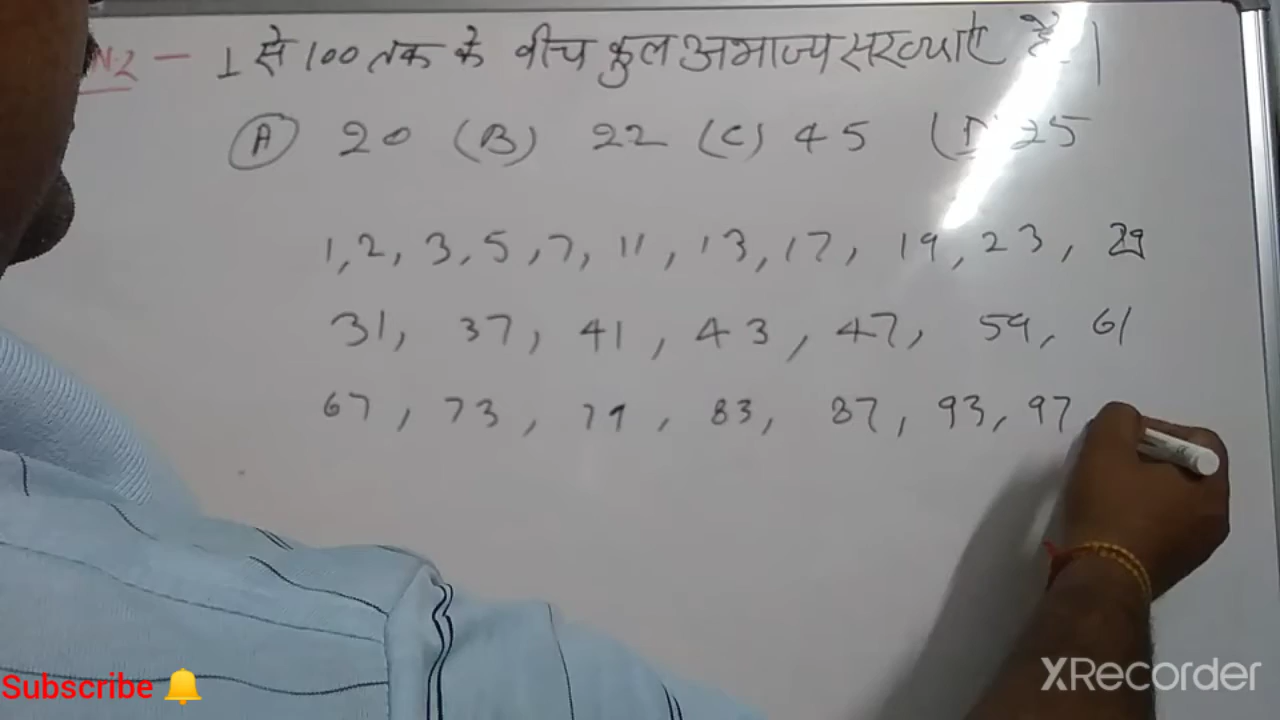 N.2 — 1 से 100 तक के बीच कुल अभाज्य संख्याएं है |
(A) 20 (B) 22 (C) 45 (D) 25
1, 2, 3, 5, 7, 11, 13, 17, 19, 23, 29
31, 37, 41, 43, 47, 59, 61
67, 73, 79, 83, 87, 93, 97
Subscribe
XRecorder